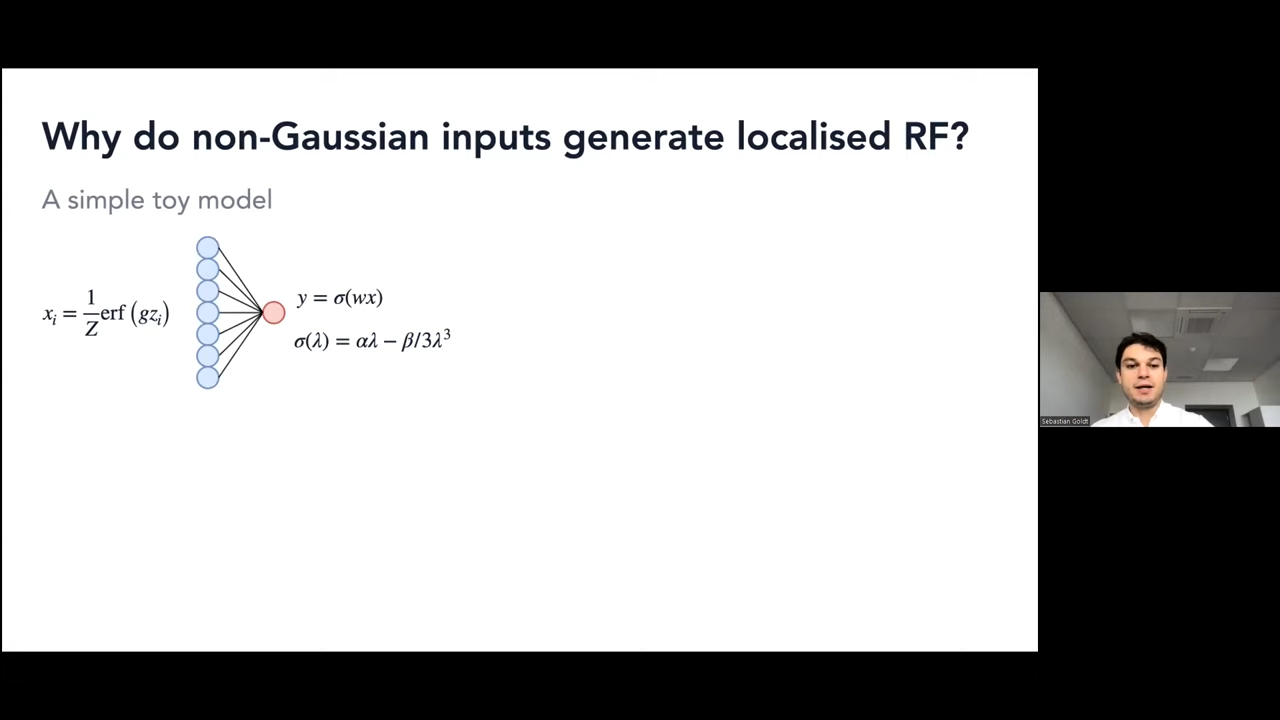 Why do non-Gaussian inputs generate localised RF?
A simple toy model
x_i = 1/Z erf (gz_i)
y = σ(wx)
σ(λ) = αλ − β/3λ³
Sebastian Goldt